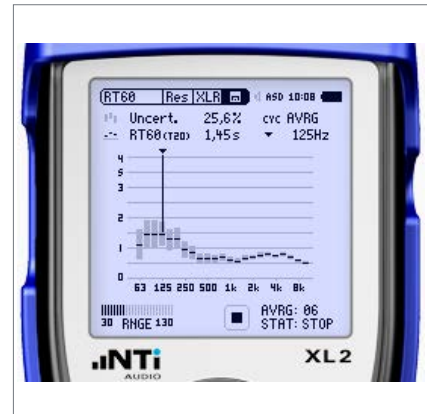 RT60 Res XLR ASD 10:08
Uncert. 25,6% cyc AVRG
RT60(T20) 1,45s 125Hz
4
s
3
2
1
0
63 125 250 500 1k 2k 4k 8k
30 RNGE 130
AVRG: 06
STAT: STOP
NTi
AUDIO
XL2